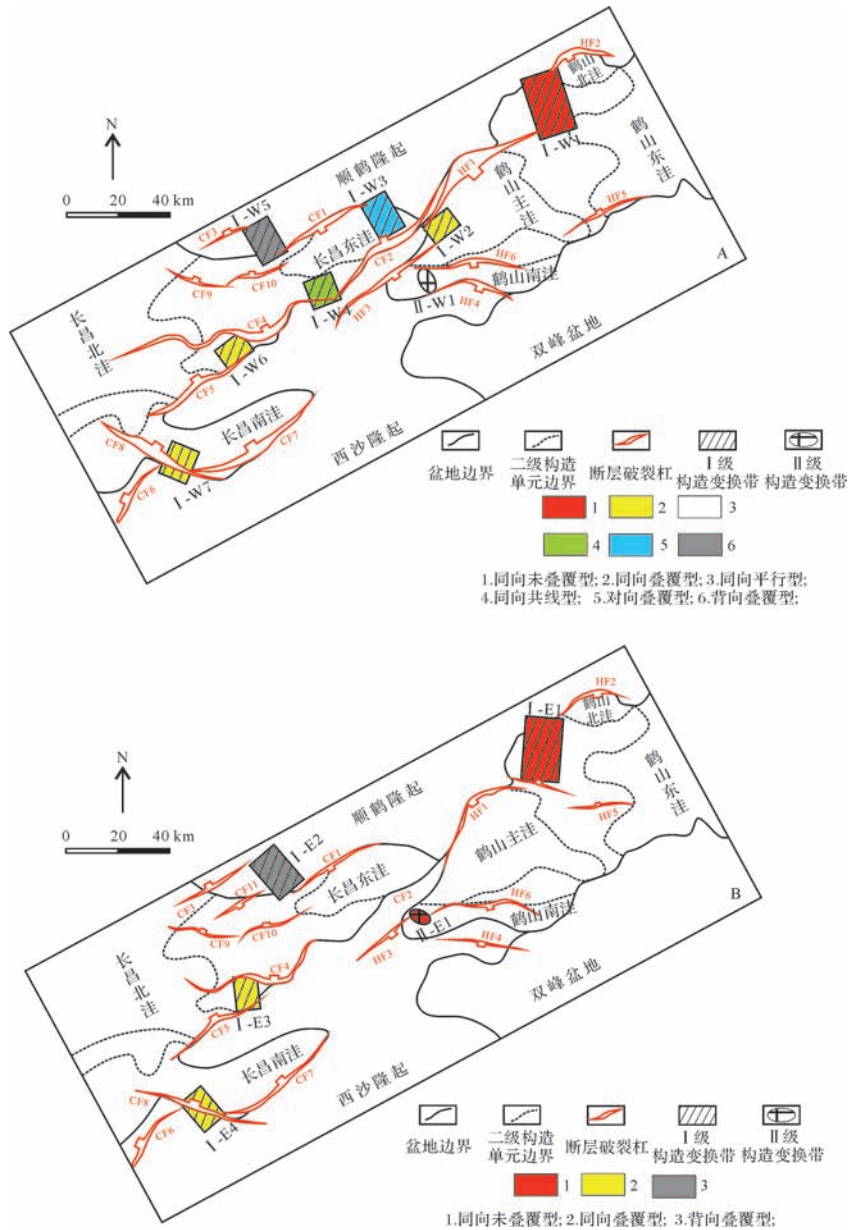 HF2
鹤山
北洼
N
0 20 40 km
顺鹤隆起
Ⅰ-W1
鹤山东洼
Ⅰ-W5
Ⅰ-W3
HF1
鹤山主洼
CF3
CF1
长昌东洼
Ⅰ-W2
HF5
CF2
HF6
CF9
CF10
鹤山南洼
A
Ⅰ-W4
HF3
Ⅱ-W1
HF4
长昌北洼
CF4
双峰盆地
Ⅰ-W6
CF5
长昌南洼
西沙隆起
CF8
CF7
CF6
Ⅰ-W7
盆地边界
二级构造
单元边界
断层破裂杠
Ⅰ级
构造变换带
Ⅱ级
构造变换带
1 2 3
4 5 6
1.同向未叠覆型; 2.同向叠覆型; 3.同向平行型;
4.同向共线型; 5.对向叠覆型; 6.背向叠覆型;
HF2
Ⅰ-E1
鹤山
北洼
N
0 20 40 km
顺鹤隆起
鹤山东洼
HF1
HF5
Ⅰ-E2
鹤山主洼
CF1
CF3
CF11
长昌东洼
CF2
HF6
B
CF9
CF10
鹤山南洼
Ⅱ-E1
HF3
HF4
长昌北洼
CF4
双峰盆地
CF5
Ⅰ-E3
长昌南洼
西沙隆起
CF8
CF7
CF6
Ⅰ-E4
盆地边界
二级构造
单元边界
断层破裂杠
Ⅰ级
构造变换带
Ⅱ级
构造变换带
1 2 3
1.同向未叠覆型; 2.同向叠覆型; 3.背向叠覆型;